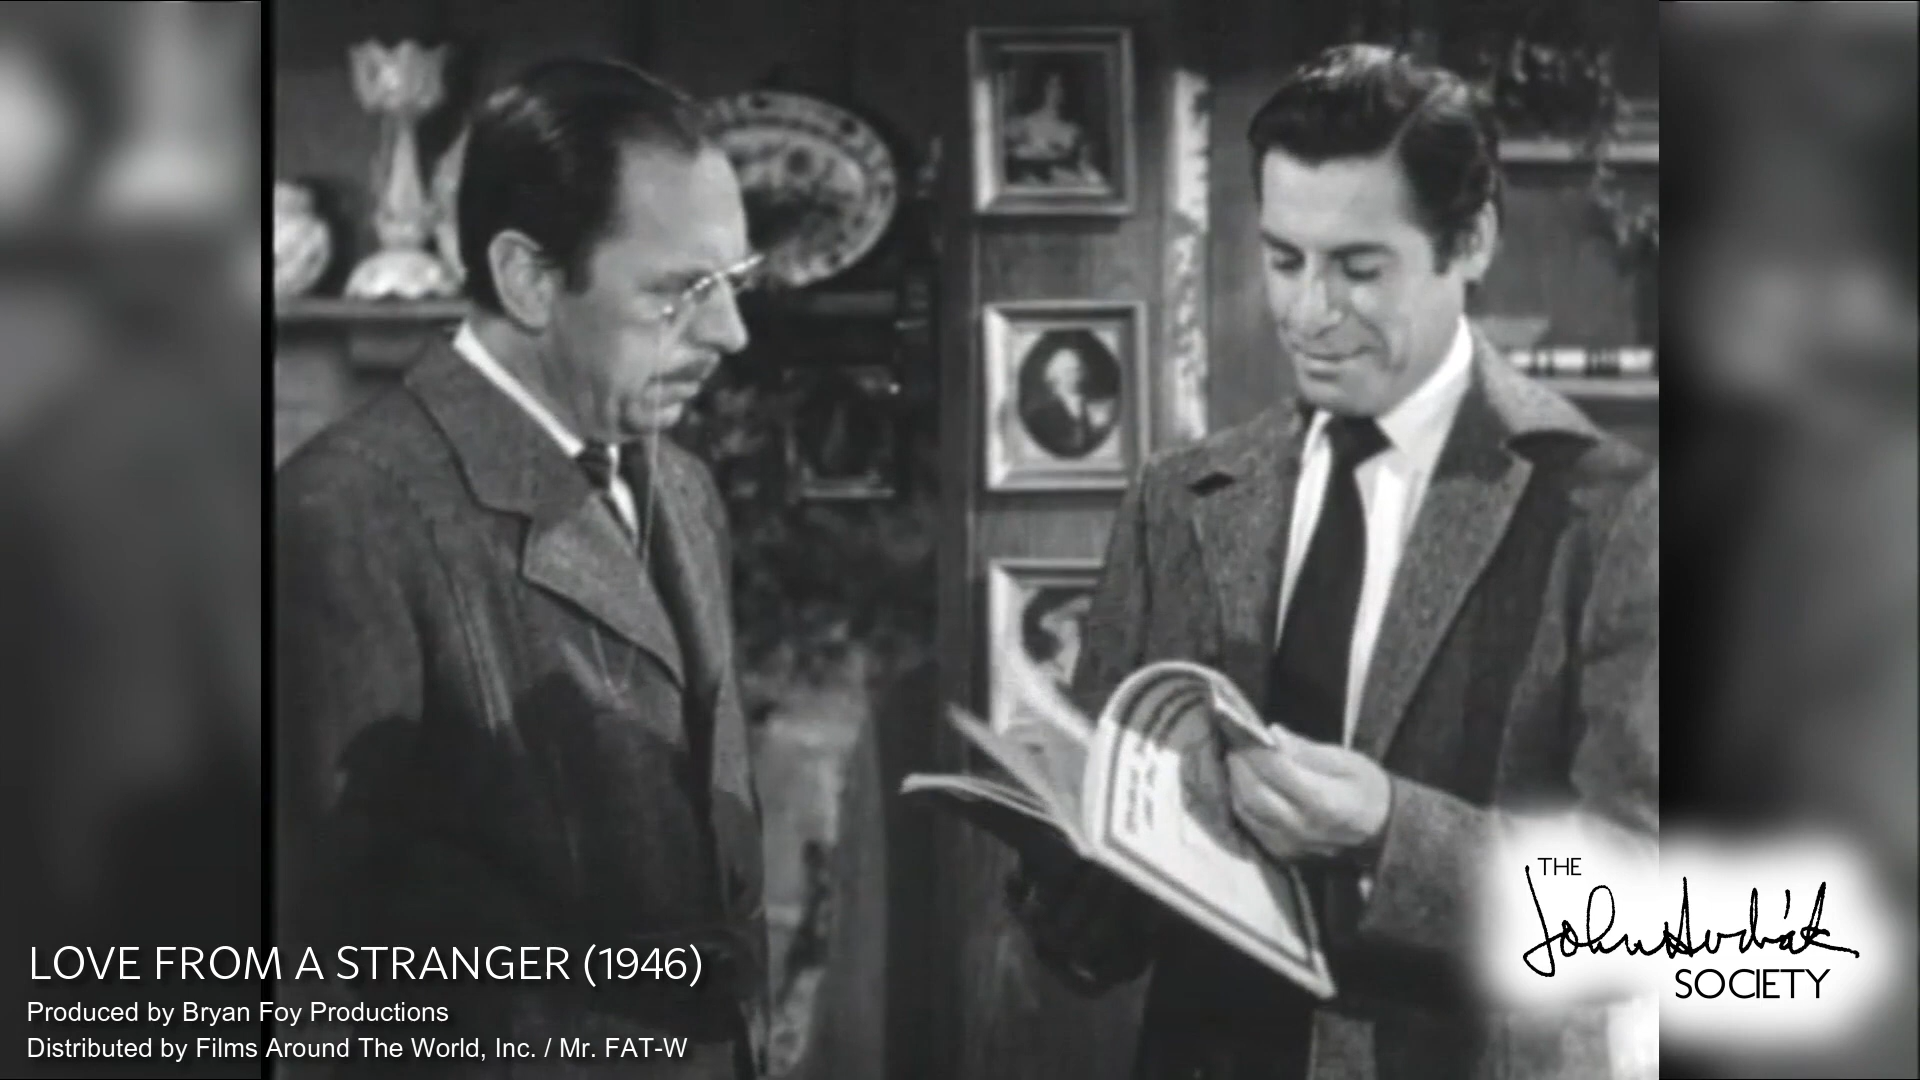 LOVE FROM A STRANGER (1946)
Produced by Bryan Foy Productions
Distributed by Films Around The World, Inc. / Mr. FAT-W
THE
John Hodiak
SOCIETY